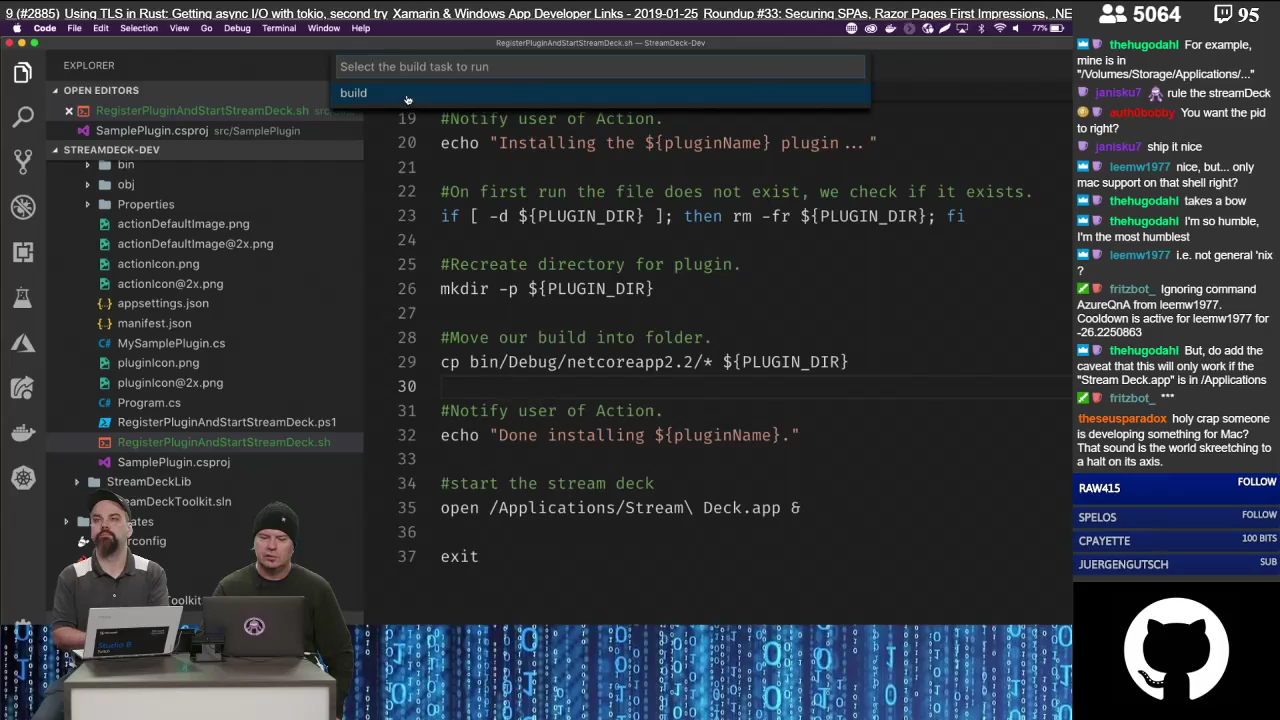 9 (#2885) Using TLS in Rust: Getting async I/O with tokio, second try Xamarin & Windows App Developer Links - 2019-01-25 Roundup #33: Securing SPAs, Razor Pages First Impressions, .NE
5064
95
Code File Edit Selection View Go Debug Terminal Window Help
77%
RegisterPluginAndStartStreamDeck.sh — StreamDeck-Dev
EXPLORER
OPEN EDITORS
RegisterPluginAndStartStreamDeck.sh
SamplePlugin.csproj src/SamplePlugin
STREAMDECK-DEV
bin
obj
Properties
actionDefaultImage.png
actionDefaultImage@2x.png
actionIcon.png
actionIcon@2x.png
appsettings.json
manifest.json
MySamplePlugin.cs
pluginIcon.png
pluginIcon@2x.png
Program.cs
RegisterPluginAndStartStreamDeck.ps1
RegisterPluginAndStartStreamDeck.sh
SamplePlugin.csproj
StreamDeckLib
StreamDeckToolkit.sln
Select the build task to run
build
19 #Notify user of Action.
20 echo "Installing the ${pluginName} plugin..."
21
22 #On first run the file does not exist, we check if it exists.
23 if [ -d ${PLUGIN_DIR} ]; then rm -fr ${PLUGIN_DIR}; fi
24
25 #Recreate directory for plugin.
26 mkdir -p ${PLUGIN_DIR}
27
28 #Move our build into folder.
29 cp bin/Debug/netcoreapp2.2/* ${PLUGIN_DIR}
30
31 #Notify user of Action.
32 echo "Done installing ${pluginName}."
33
34 #start the stream deck
35 open /Applications/Stream\ Deck.app &
36
37 exit
thehugodahl For example,
mine is in
"/Volumes/Storage/Applications/..."
janisku7 rule the streamDeck
auth0bobby You want the pid
to right?
janisku7 ship it nice
leemw1977 nice, but... only
mac support on that shell right?
thehugodahl takes a bow
thehugodahl I'm so humble,
I'm the most humblest
leemw1977 i.e. not general 'nix
?
fritzbot_ Ignoring command
AzureQnA from leemw1977.
Cooldown is active for
leemw1977 for
-26.2250863
thehugodahl But, do add the
caveat that this will only work if the
"Stream Deck.app" is in /Applications
fritzbot_ ***
theseusparadox holy crap someone
is developing something for Mac?
That sound is the world skretching to
a halt on its axis.
RAW415 FOLLOW
SPELOS FOLLOW
CPAYETTE 100 BITS
JUERGENGUTSCH SUB